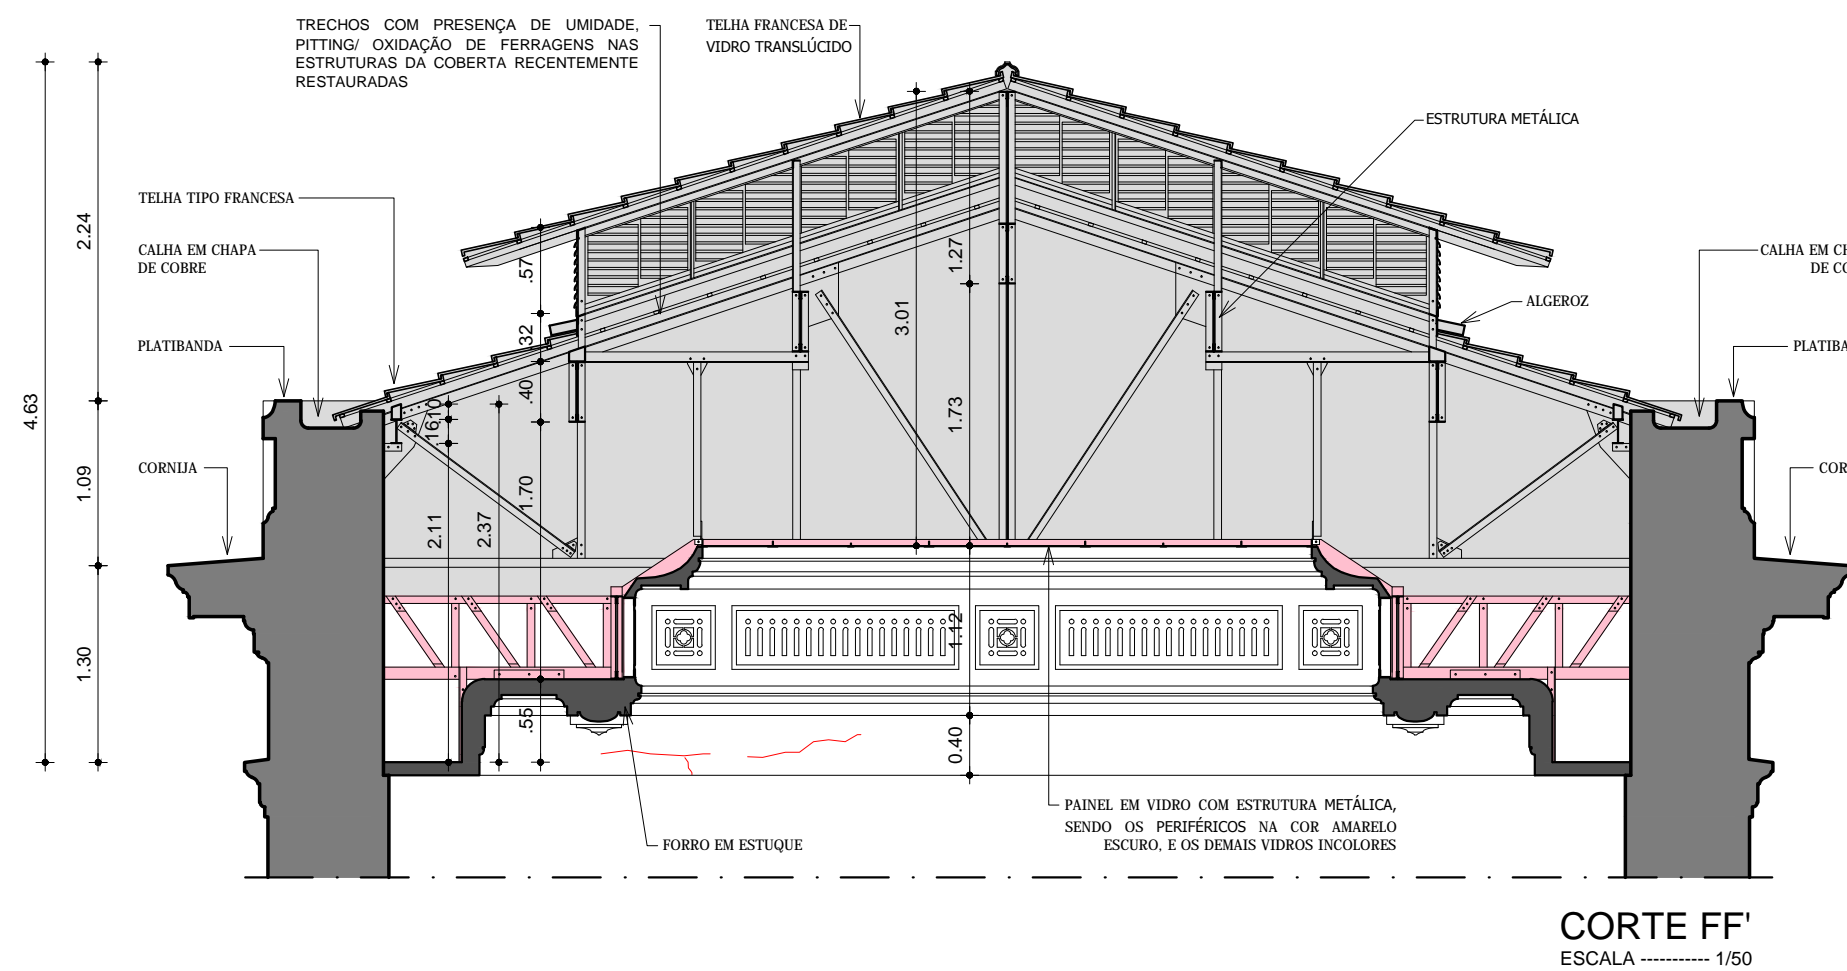 TRECHOS COM PRESENÇA DE UMIDADE,
PITTING/ OXIDAÇÃO DE FERRAGENS NAS
ESTRUTURAS DA COBERTA RECENTEMENTE
RESTAURADAS
TELHA FRANCESA DE
VIDRO TRANSLÚCIDO
ESTRUTURA METÁLICA
TELHA TIPO FRANCESA
CALHA EM CHAPA
DE COBRE
PLATIBANDA
CORNIJA
CALHA EM CH
DE CO
ALGEROZ
PLATIBA
COR
4.63
2.24
1.09
1.30
.57
.32
.40
1.70
.55
.10
.16
2.11
2.37
3.01
1.27
1.73
1.12
0.40
FORRO EM ESTUQUE
PAINEL EM VIDRO COM ESTRUTURA METÁLICA,
SENDO OS PERIFÉRICOS NA COR AMARELO
ESCURO, E OS DEMAIS VIDROS INCOLORES
CORTE FF'
ESCALA ----------- 1/50